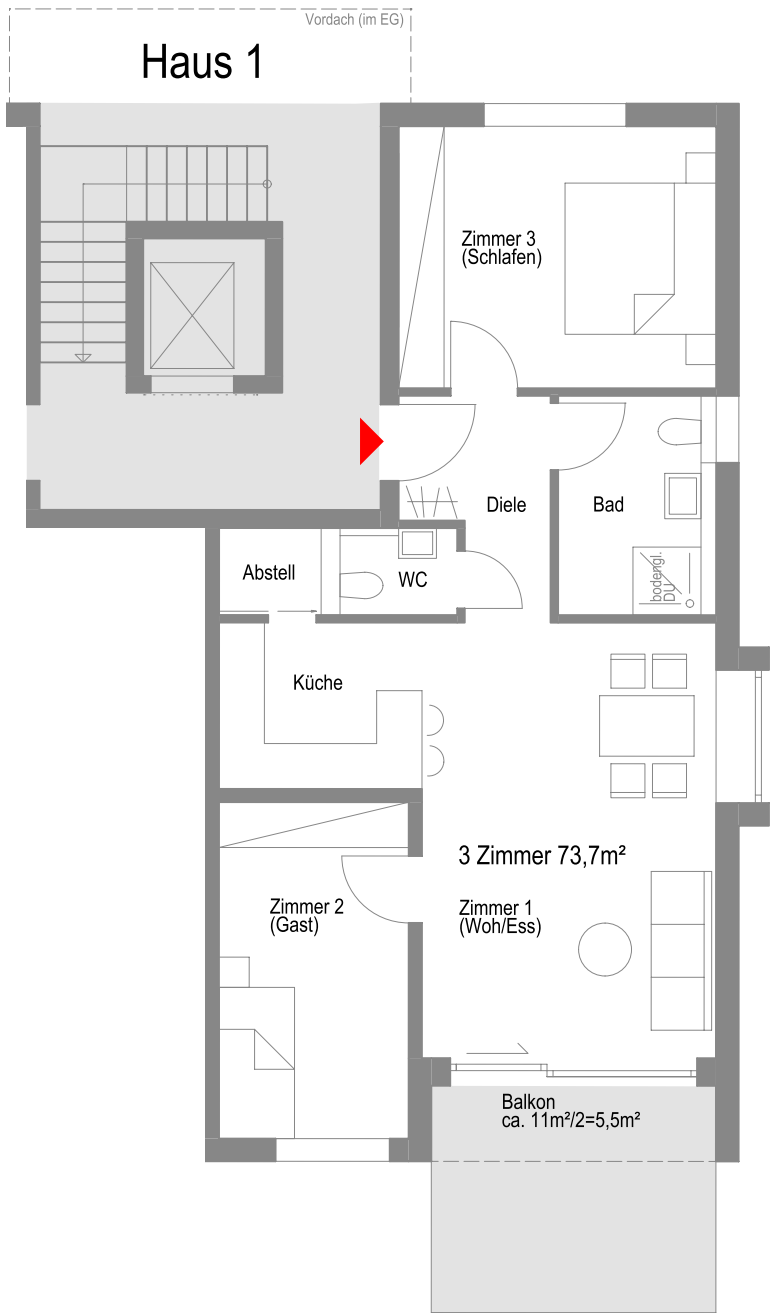 Vordach (im EG)
Haus 1
Zimmer 3
(Schlafen)
Diele
Bad
bodengl.
DU
Abstell
WC
Küche
3 Zimmer 73,7m²
Zimmer 2
(Gast)
Zimmer 1
(Woh/Ess)
Balkon
ca. 11m²/2=5,5m²